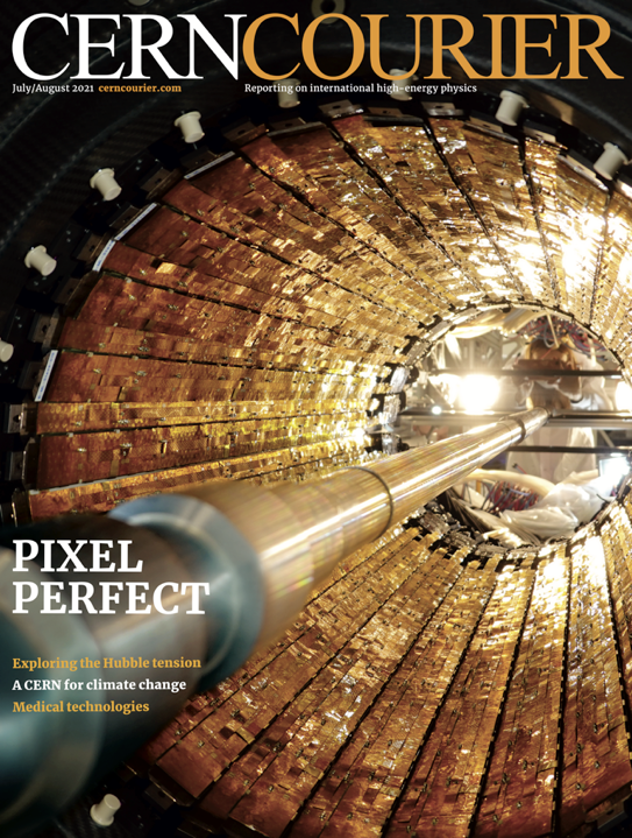 CERNCOURIER
July/August 2021 cerncourier.com Reporting on international high-energy physics
PIXEL
PERFECT
Exploring the Hubble tension
A CERN for climate change
Medical technologies